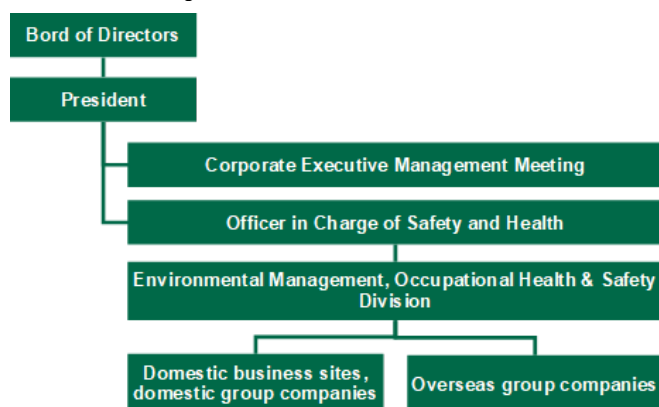 Bord of Directors
President
Corporate Executive Management Meeting
Officer in Charge of Safety and Health
Environmental Management, Occupational Health & Safety
Division
Domestic business sites,
domestic group companies
Overseas group companies